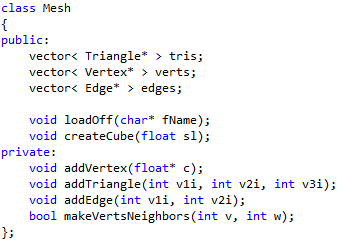 class Mesh
{
public:
    vector< Triangle* > tris;
    vector< Vertex* > verts;
    vector< Edge* > edges;

    void loadOff(char* fName);
    void createCube(float sl);
private:
    void addVertex(float* c);
    void addTriangle(int v1i, int v2i, int v3i);
    void addEdge(int v1i, int v2i);
    bool makeVertsNeighbors(int v, int w);
};